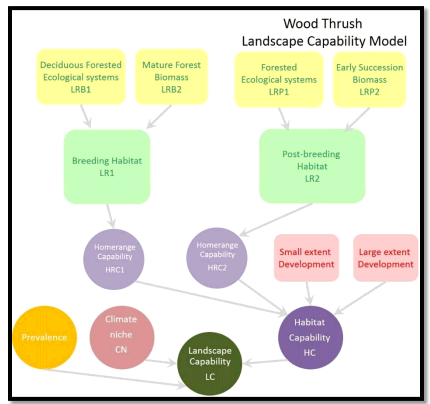 Wood Thrush
Landscape Capability Model
Deciduous Forested
Ecological systems
LRB1
Mature Forest
Biomass
LRB2
Forested
Ecological systems
LRP1
Early Succession
Biomass
LRP2
Breeding Habitat
LR1
Post-breeding
Habitat
LR2
Homerange
Capability
HRC1
Homerange
Capability
HRC2
Small extent
Development
Large extent
Development
Prevalence
Climate
niche
CN
Landscape
Capability
LC
Habitat
Capability
HC